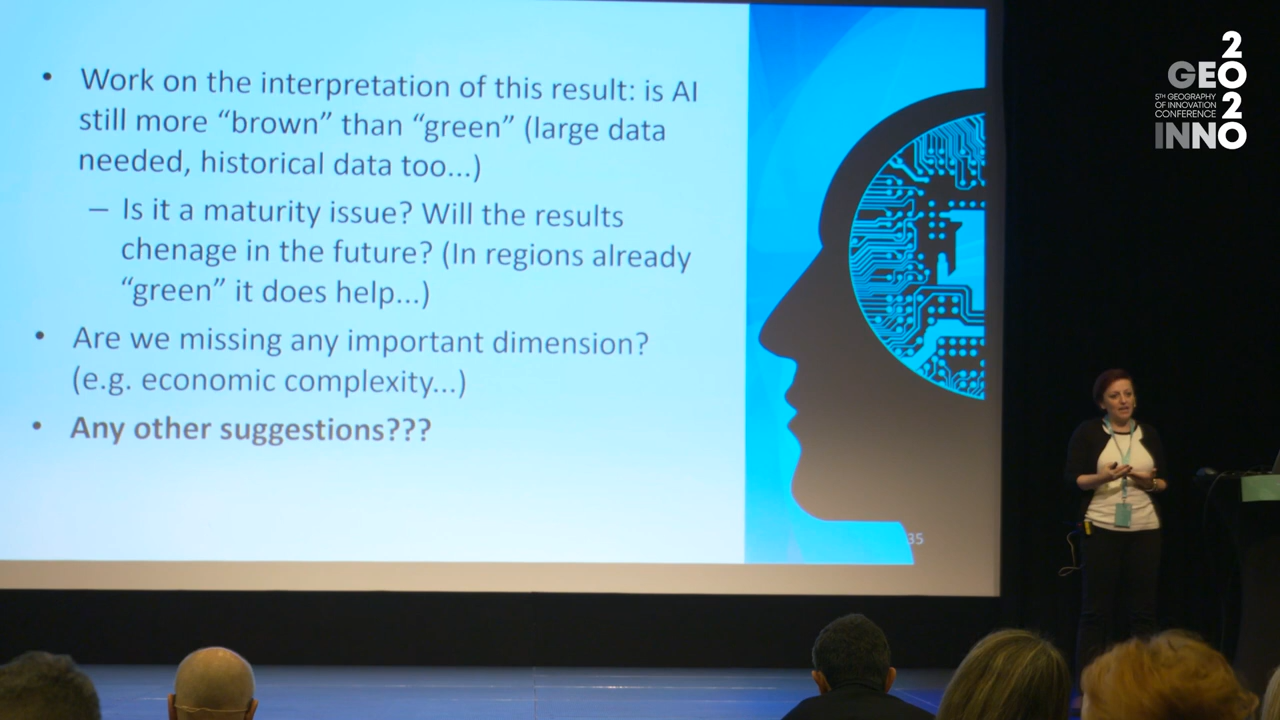 • Work on the interpretation of this result: is AI
still more “brown” than “green” (large data
needed, historical data too...)
– Is it a maturity issue? Will the results
chenage in the future? (In regions already
“green” it does help...)
• Are we missing any important dimension?
(e.g. economic complexity...)
• Any other suggestions???
35
2
GEO
5TH GEOGRAPHY
OF INNOVATION
CONFERENCE
2
INNO